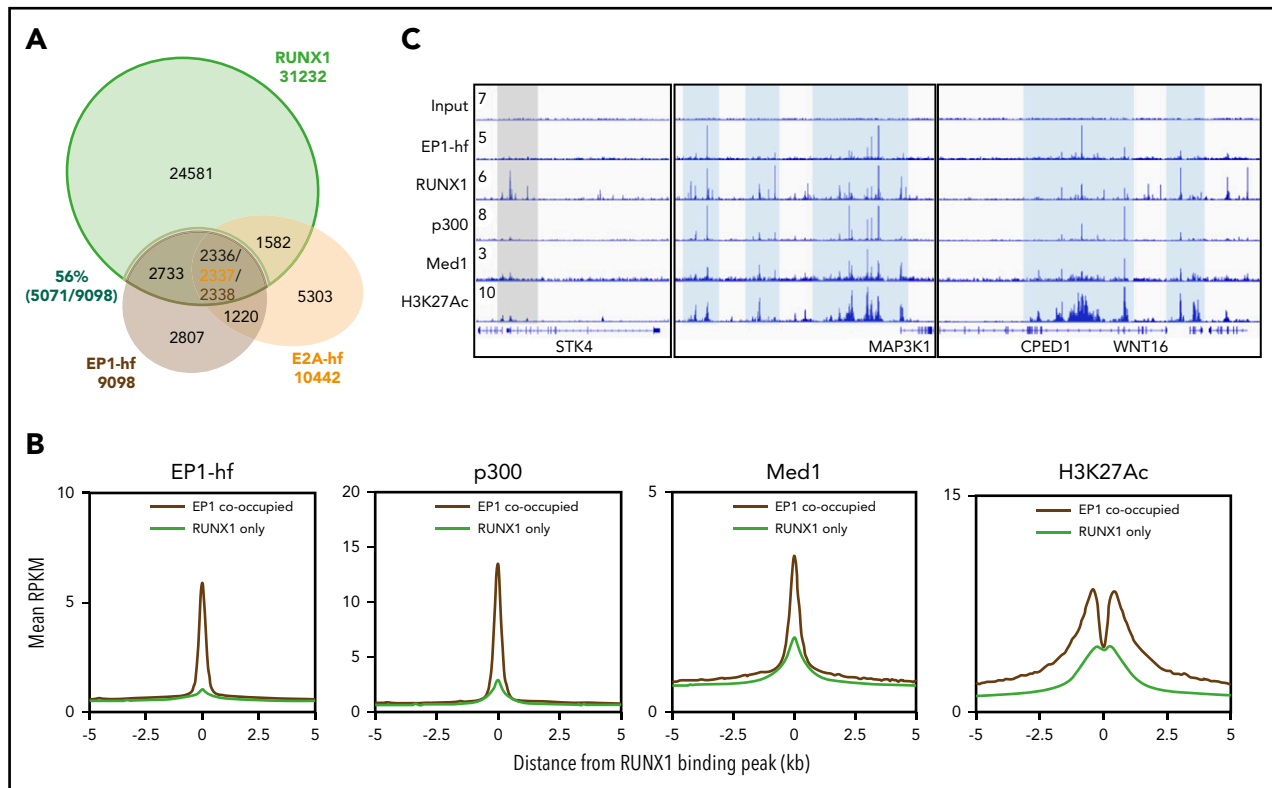 A
RUNX1
31232
24581
1582
2336/
2337/
2338
2733
56%
(5071/9098)
5303
1220
2807
EP1-hf
9098
E2A-hf
10442
C
Input
7
EP1-hf
5
RUNX1
6
p300
8
Med1
3
H3K27Ac
10
STK4
MAP3K1
CPED1
WNT16
B
EP1-hf
10
5
0
EP1 co-occupied
RUNX1 only
-5
-2.5
0
2.5
5
p300
20
15
10
5
0
EP1 co-occupied
RUNX1 only
-5
-2.5
0
2.5
5
Med1
5
0
EP1 co-occupied
RUNX1 only
-5
-2.5
0
2.5
5
H3K27Ac
15
0
EP1 co-occupied
RUNX1 only
-5
-2.5
0
2.5
5
Mean RPKM
Distance from RUNX1 binding peak (kb)